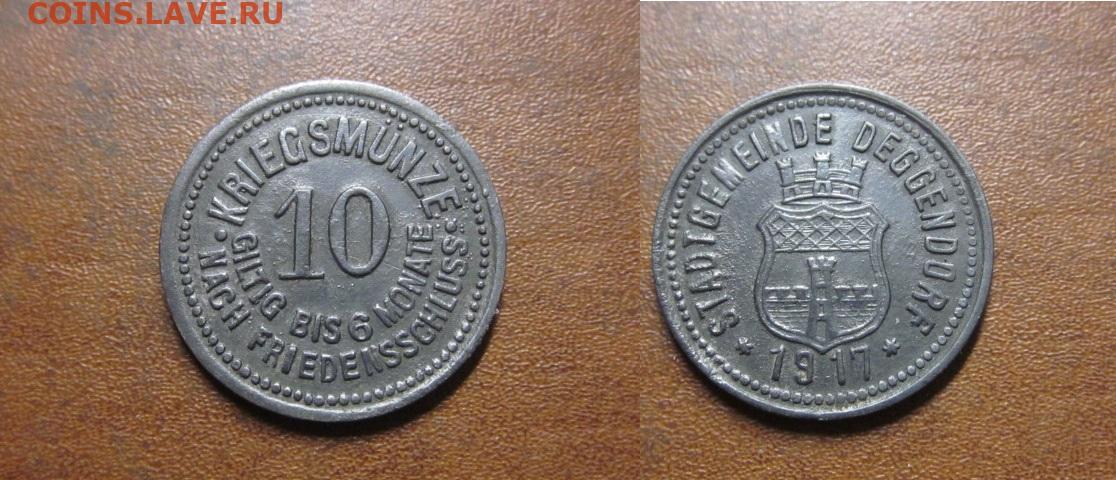 COINS.LAVE.RU
KRIEGSMÜNZE
10
GILTIG BIS 6 MONATE
NACH FRIEDENSSCHLUSS
STADTGEMEINDE DEGGENDORF
* 1917 *